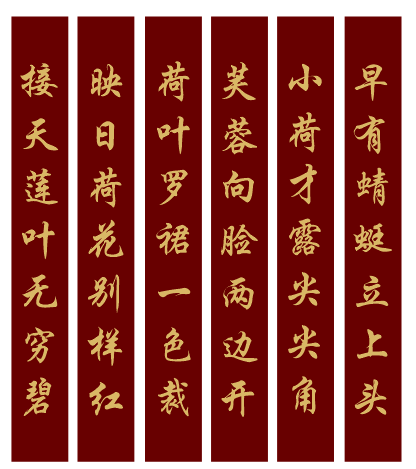 接天莲叶无穷碧
映日荷花别样红
荷叶罗裙一色裁
芙蓉向脸两边开
小荷才露尖尖角
早有蜻蜓立上头